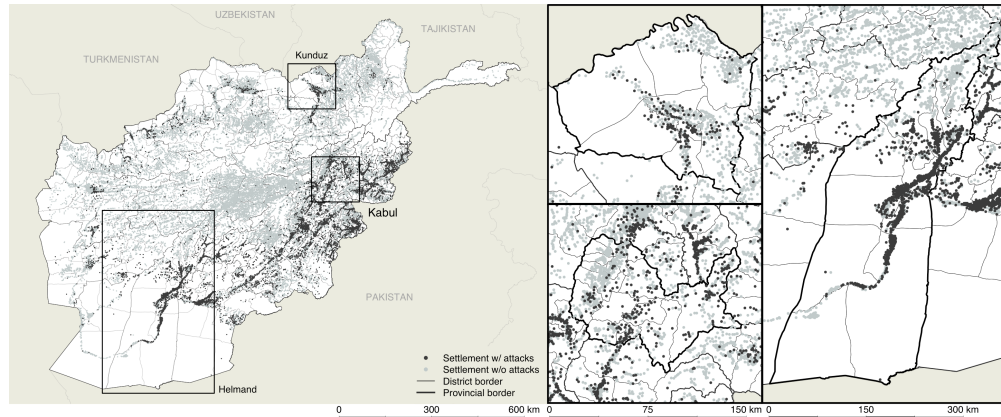 UZBEKISTAN
TAJIKISTAN
TURKMENISTAN
Kunduz
Kabul
PAKISTAN
Settlement w/ attacks
Settlement w/o attacks
District border
Provincial border
Helmand
0 300 600 km
0 75 150 km
0 150 300 km